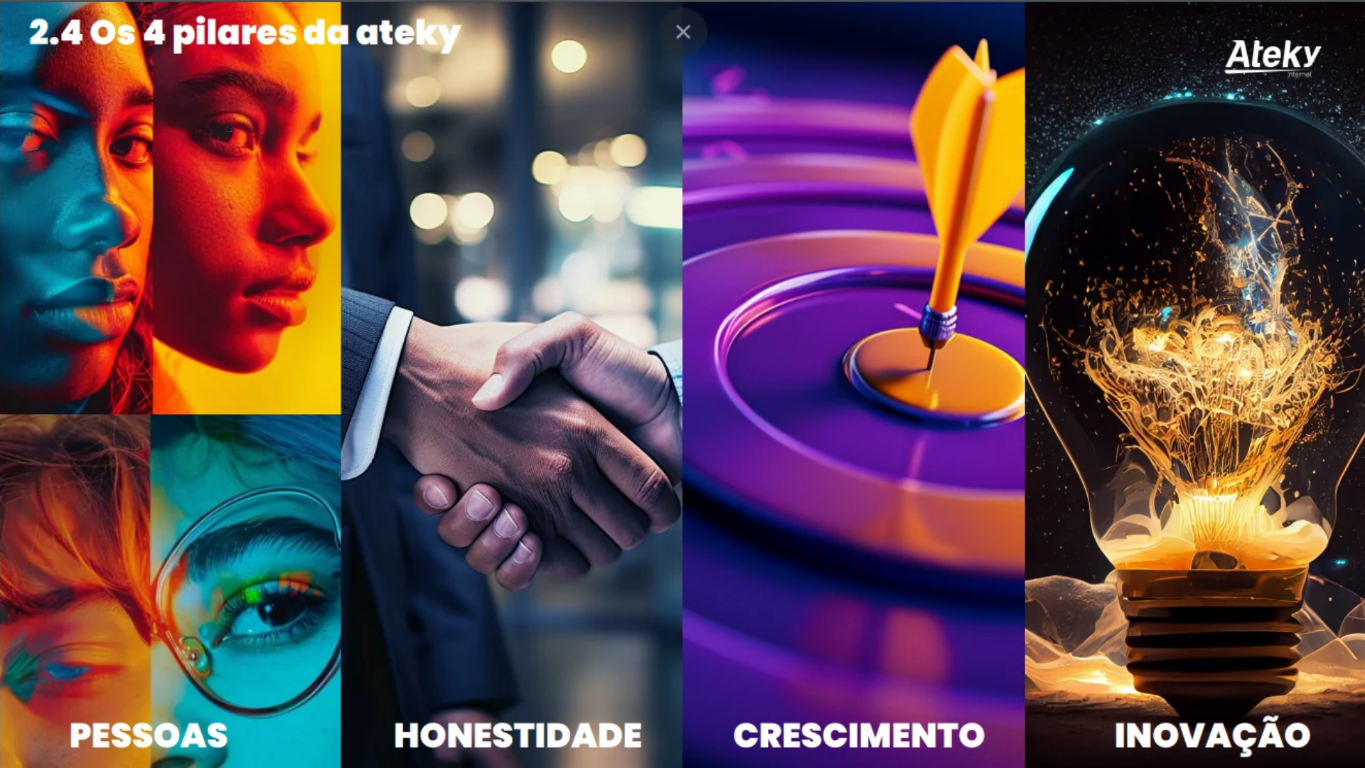 2.4 Os 4 pilares da ateky
Ateky
internet
PESSOAS
HONESTIDADE
CRESCIMENTO
INOVAÇÃO